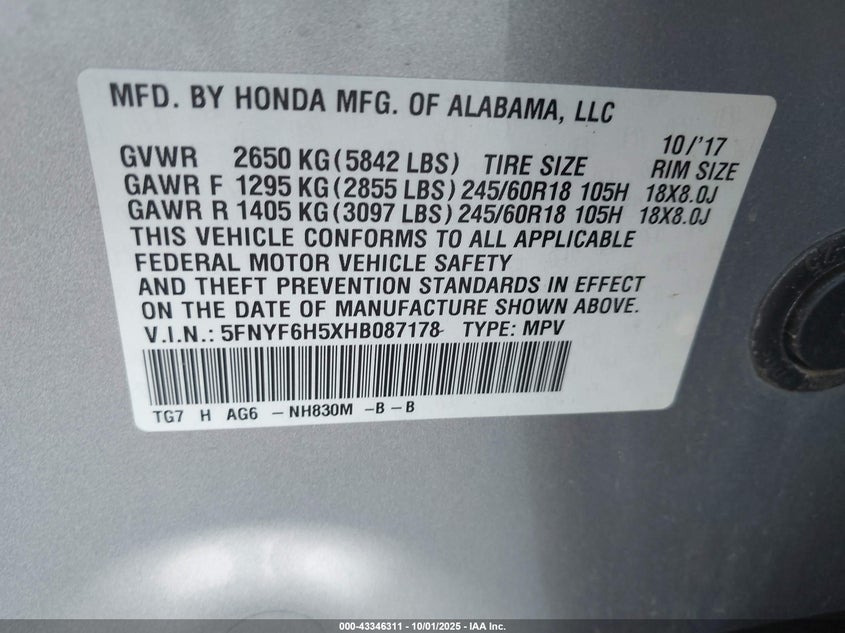 MFD. BY HONDA MFG. OF ALABAMA, LLC
10/'17
GVWR 2650 KG(5842 LBS) TIRE SIZE RIM SIZE
GAWR F 1295 KG(2855 LBS) 245/60R18 105H 18X8.0J
GAWR R 1405 KG(3097 LBS) 245/60R18 105H 18X8.0J
THIS VEHICLE CONFORMS TO ALL APPLICABLE
FEDERAL MOTOR VEHICLE SAFETY
AND THEFT PREVENTION STANDARDS IN EFFECT
ON THE DATE OF MANUFACTURE SHOWN ABOVE.
V.I.N.: 5FNYF6H5XHB087178 TYPE: MPV
TG7 H AG6 -NH830M -B-B
000-43346311 - 10/01/2025 - IAA Inc.